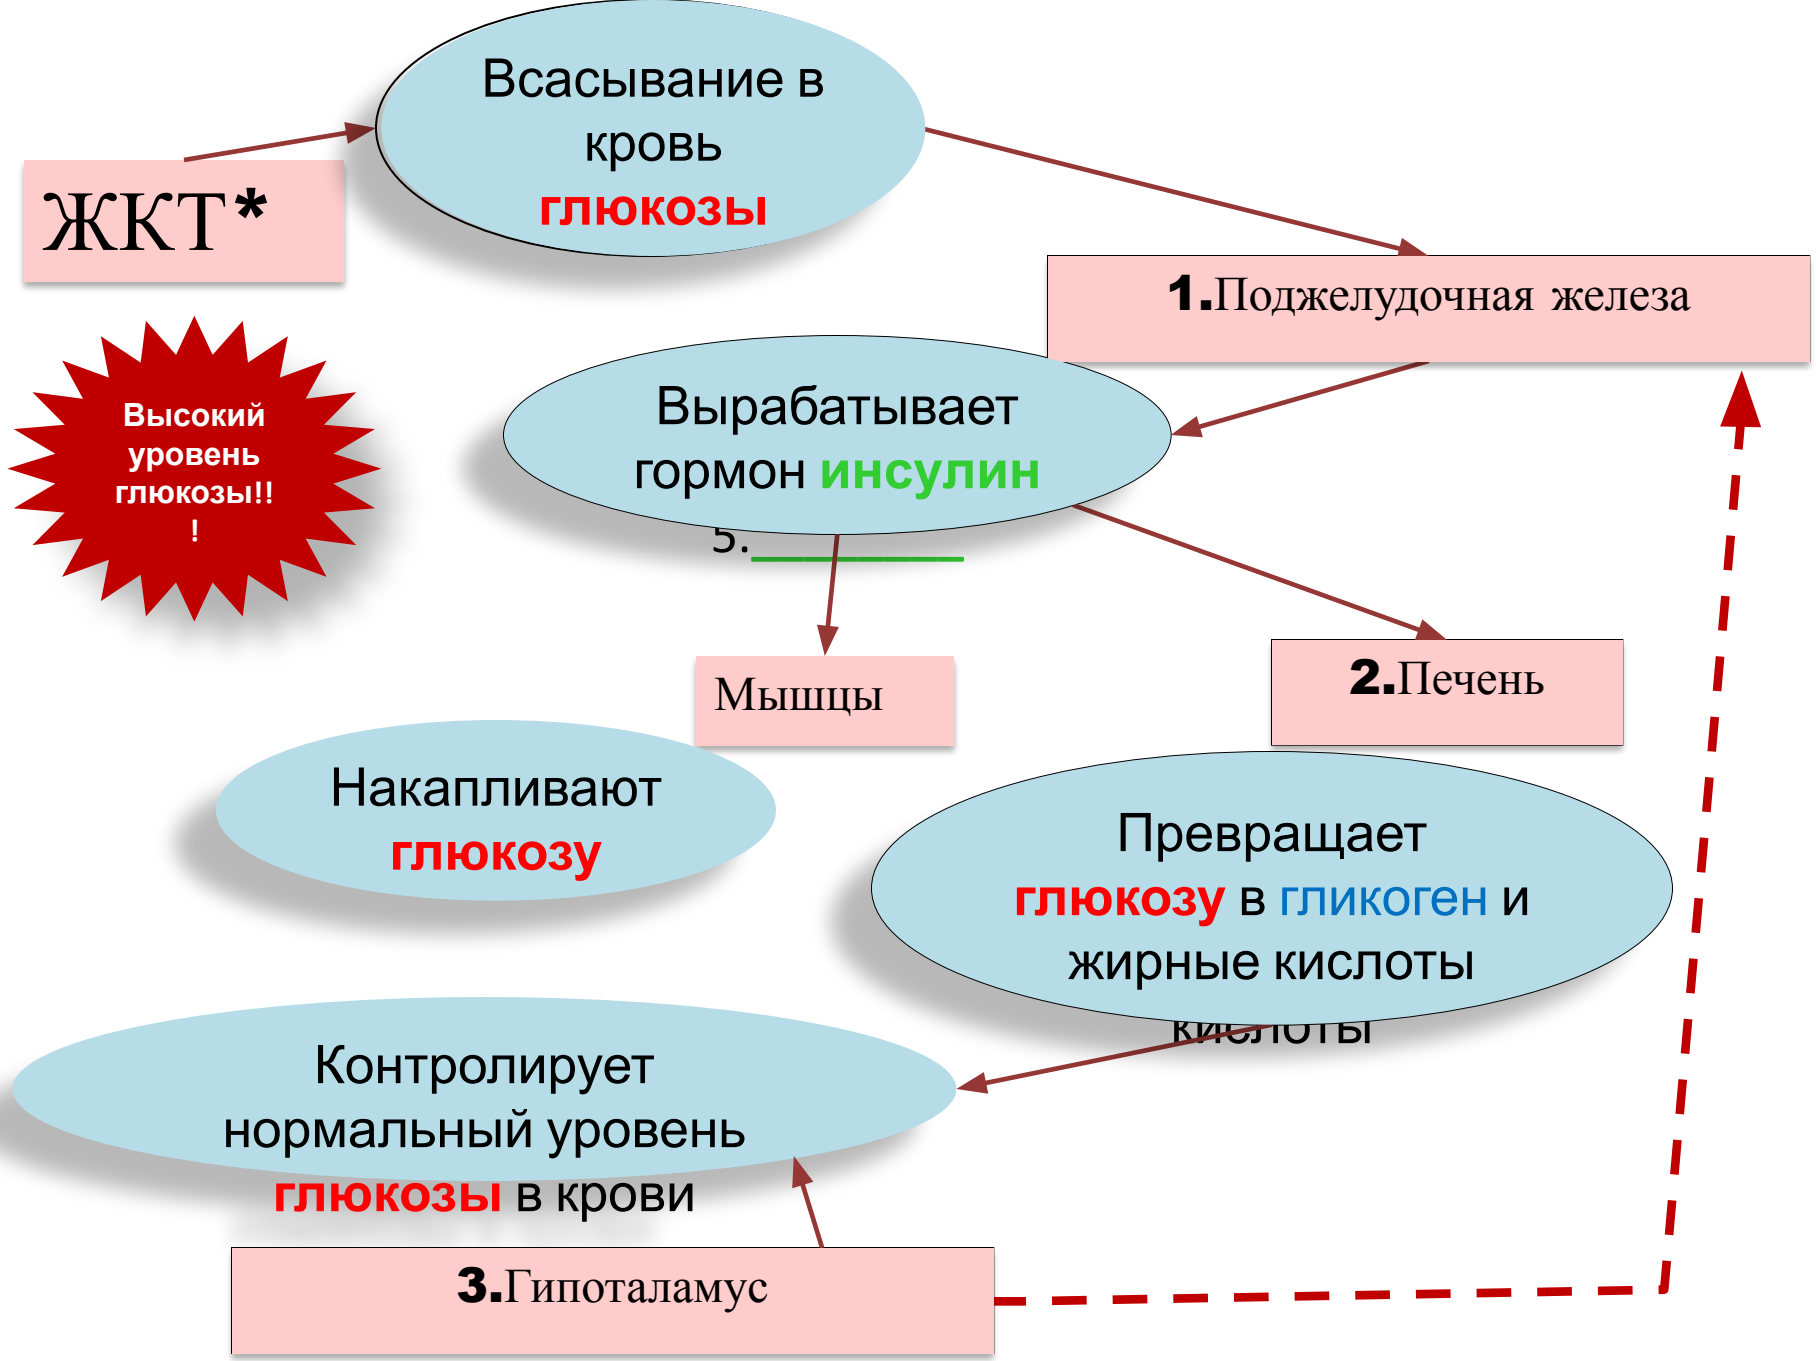 Всасывание в
кровь
глюкозы
ЖКТ*
1.Поджелудочная железа
Высокий
уровень
глюкозы!!
!
Вырабатывает
гормон инсулин
5.________
Мышцы
2.Печень
Накапливают
глюкозу
Превращает
глюкозу в гликоген и
жирные кислоты
кислоты
Контролирует
нормальный уровень
глюкозы в крови
3.Гипоталамус